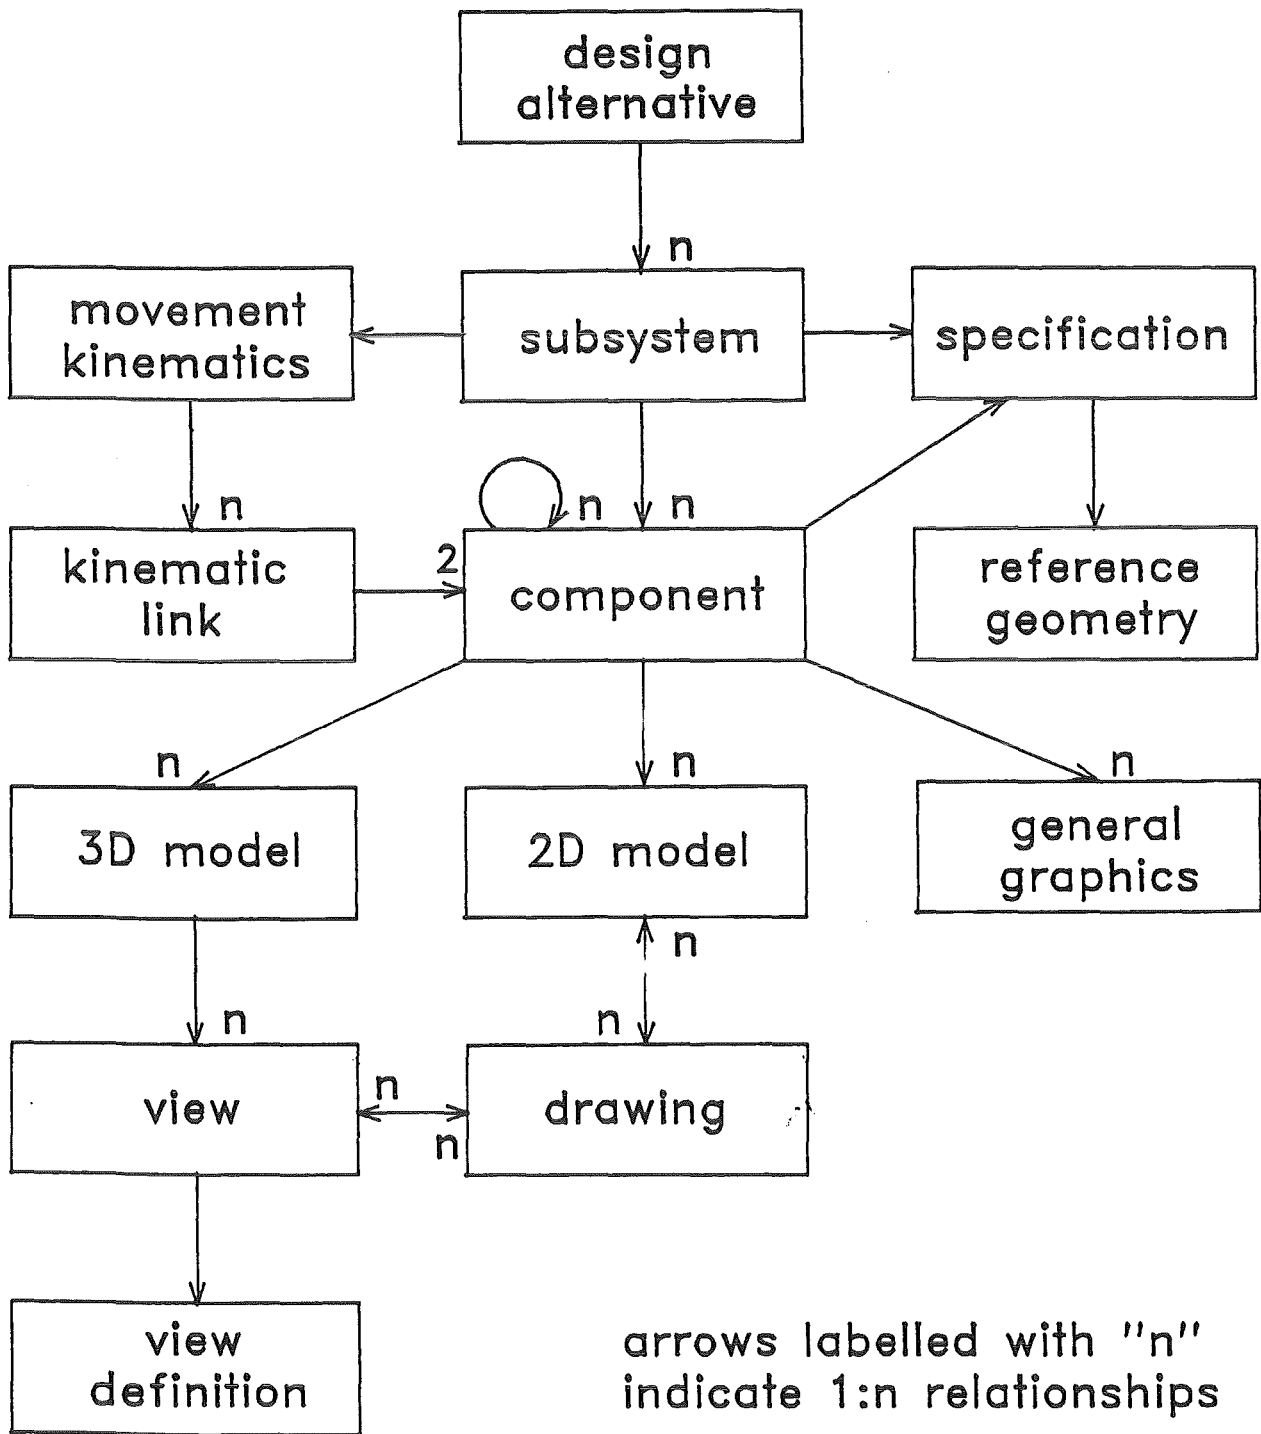 design
alternative
n
movement
kinematics
subsystem
specification
n
n
n
kinematic
link
2
component
reference
geometry
n
n
n
3D model
2D model
general
graphics
n
n
n
view
n
n
drawing
view
definition
arrows labelled with "n"
indicate 1:n relationships